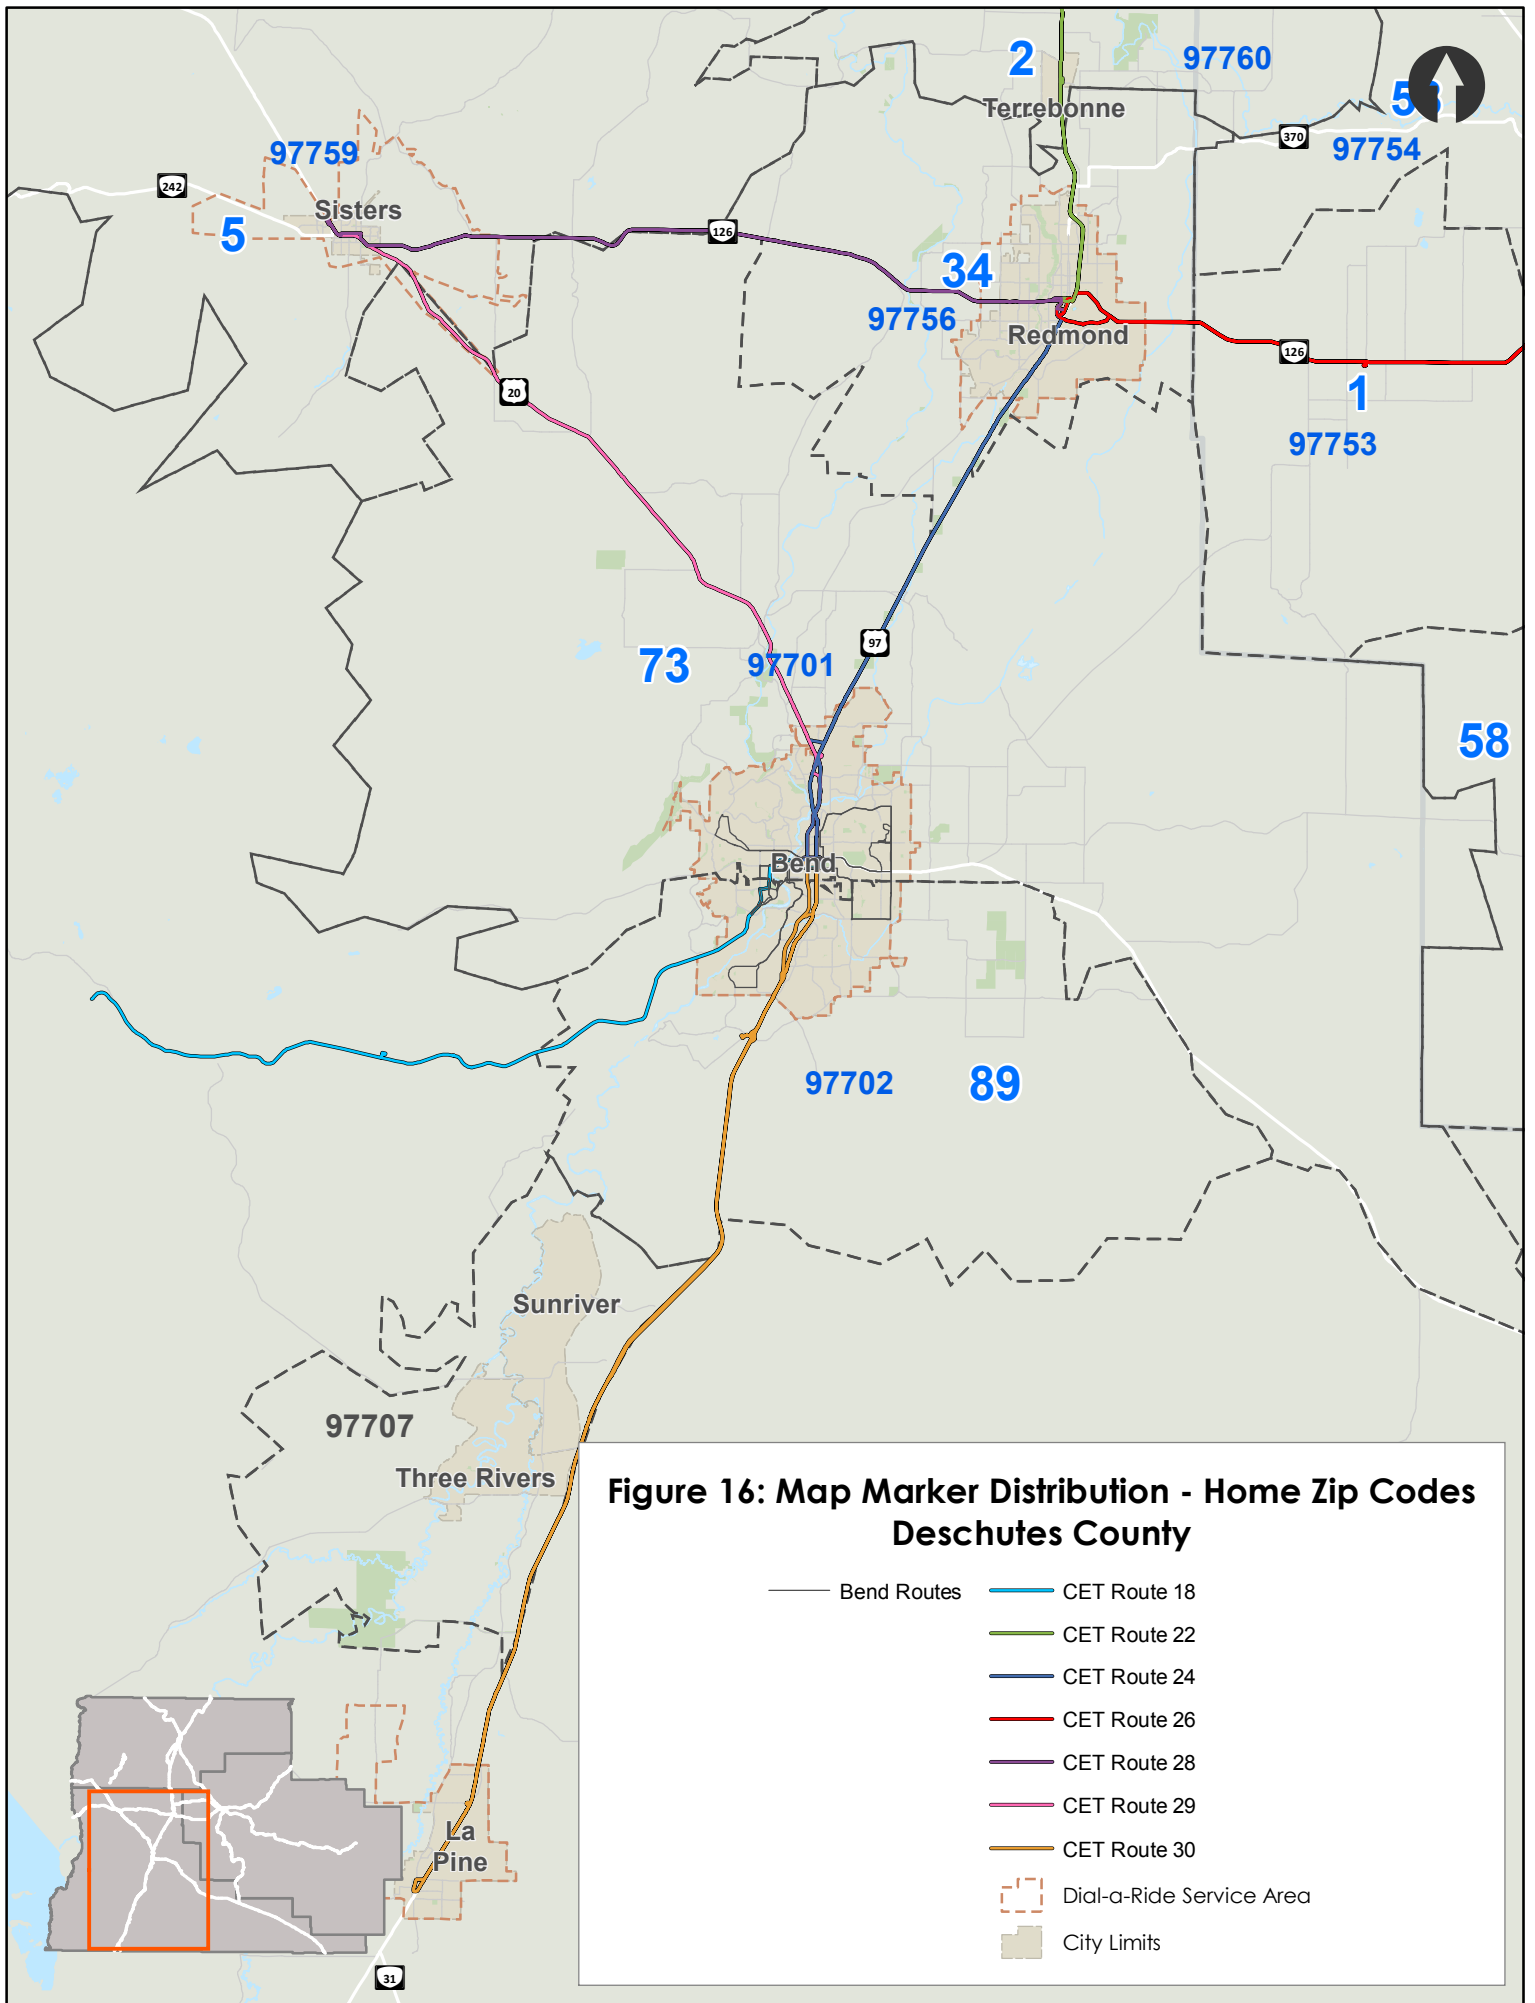 2
97760
Terrebonne
370
97754
97759
242
Sisters
5
126
34
97756
Redmond
126
1
20
97753
97
73
97701
58
Bend
97702
89
Sunriver
97707
Three Rivers
Figure 16: Map Marker Distribution - Home Zip Codes
Deschutes County
Bend Routes
CET Route 18
CET Route 22
CET Route 24
CET Route 26
CET Route 28
CET Route 29
CET Route 30
Dial-a-Ride Service Area
City Limits
La
Pine
31